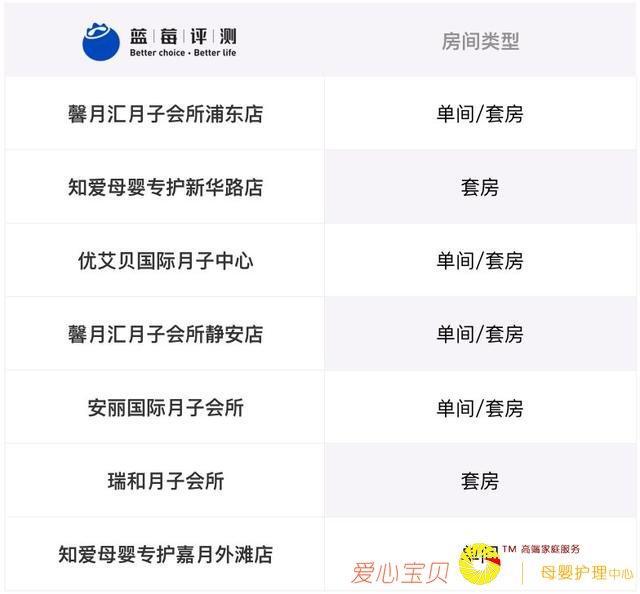 蓝莓评测
Better choice · Better life
房间类型
馨月汇月子会所浦东店
单间/套房
知爱母婴专护新华路店
套房
优艾贝国际月子中心
单间/套房
馨月汇月子会所静安店
单间/套房
安丽国际月子会所
单间/套房
瑞和月子会所
套房
知爱母婴专护嘉月外滩店
TM 高端家庭服务
爱心宝贝
母婴护理中心